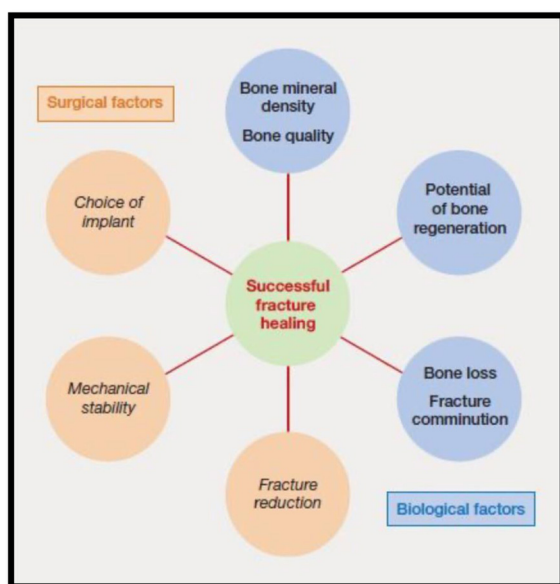 Surgical factors
Bone mineral
density
Bone quality
Choice of
implant
Potential
of bone
regeneration
Successful
fracture
healing
Mechanical
stability
Bone loss
Fracture
comminution
Fracture
reduction
Biological factors